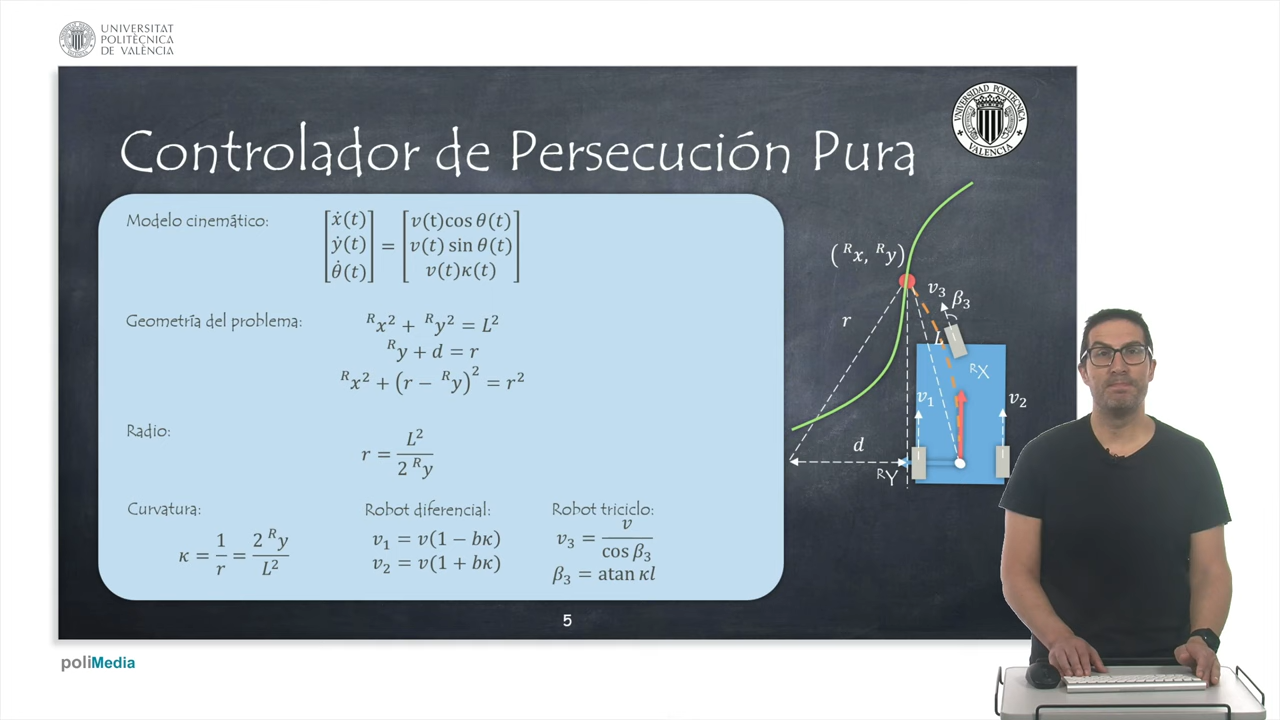 UNIVERSITAT
POLITÈCNICA
DE VALÈNCIA
UNIVERSIDAD POLITECNICA
VALENCIA
Controlador de Persecución Pura
Modelo cinemático:
[ẋ(t) ẏ(t) θ̇(t)] = [v(t)cos θ(t) v(t) sin θ(t) v(t)κ(t)]
Geometría del problema:
ᴿx² + ᴿy² = L²
ᴿy + d = r
ᴿx² + (r − ᴿy)² = r²
Radio:
r = L² / 2 ᴿy
Curvatura:
κ = 1/r = 2 ᴿy / L²
Robot diferencial:
v₁ = v(1 − bκ)
v₂ = v(1 + bκ)
Robot triciclo:
v₃ = v / cos β₃
β₃ = atan κl
(ᴿx, ᴿy)
v₃
β₃
r
L
ᴿX
v₁
v₂
d
ᴿY
5
poliMedia